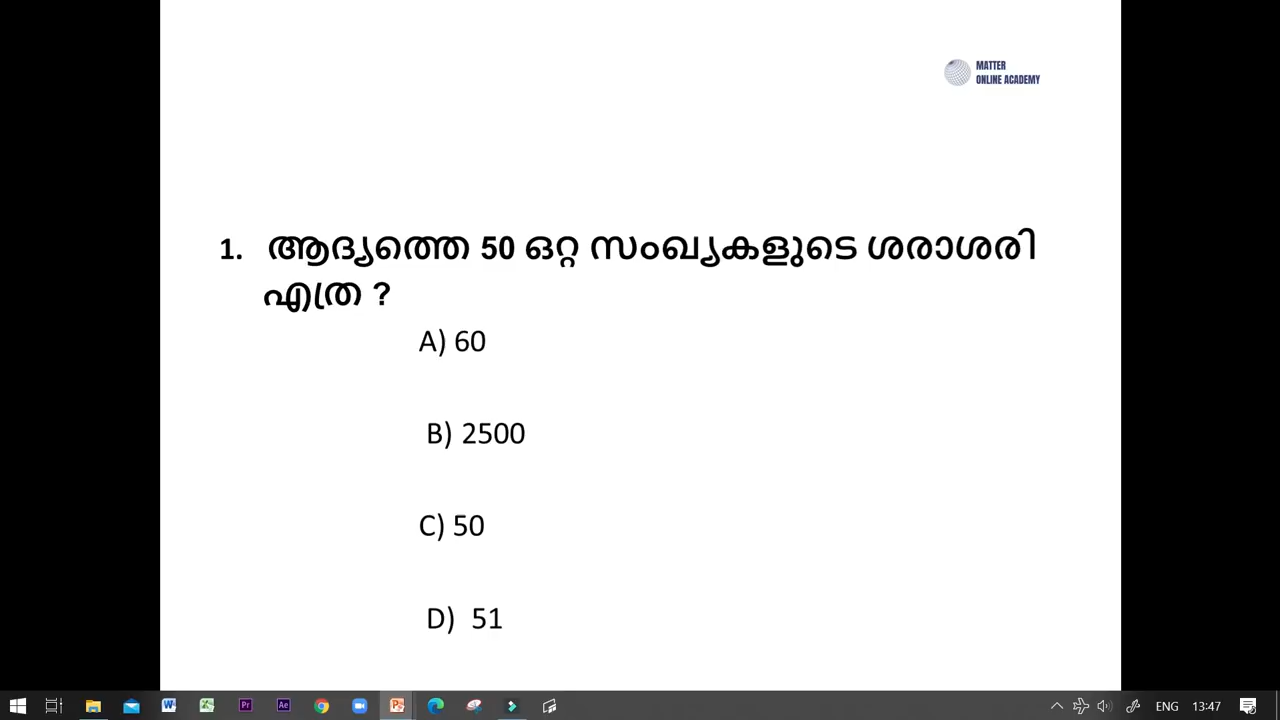 MATTER
ONLINE ACADEMY
1. ആദ്യത്തെ 50 ഒറ്റ സംഖ്യകളുടെ ശരാശരി
എത്ര ?
A) 60
B) 2500
C) 50
D) 51
ENG 13:47